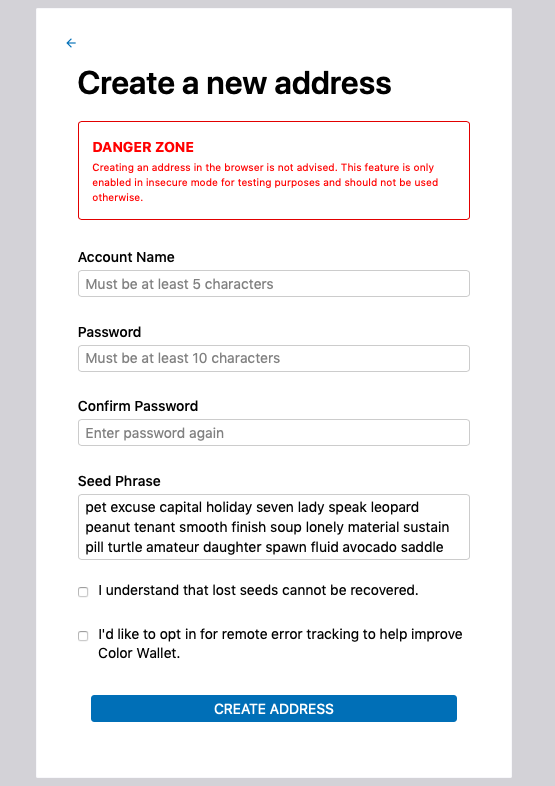 Create a new address
DANGER ZONE
Creating an address in the browser is not advised. This feature is only
enabled in insecure mode for testing purposes and should not be used
otherwise.
Account Name
Must be at least 5 characters
Password
Must be at least 10 characters
Confirm Password
Enter password again
Seed Phrase
pet excuse capital holiday seven lady speak leopard
peanut tenant smooth finish soup lonely material sustain
pill turtle amateur daughter spawn fluid avocado saddle
I understand that lost seeds cannot be recovered.
I'd like to opt in for remote error tracking to help improve
Color Wallet.
CREATE ADDRESS